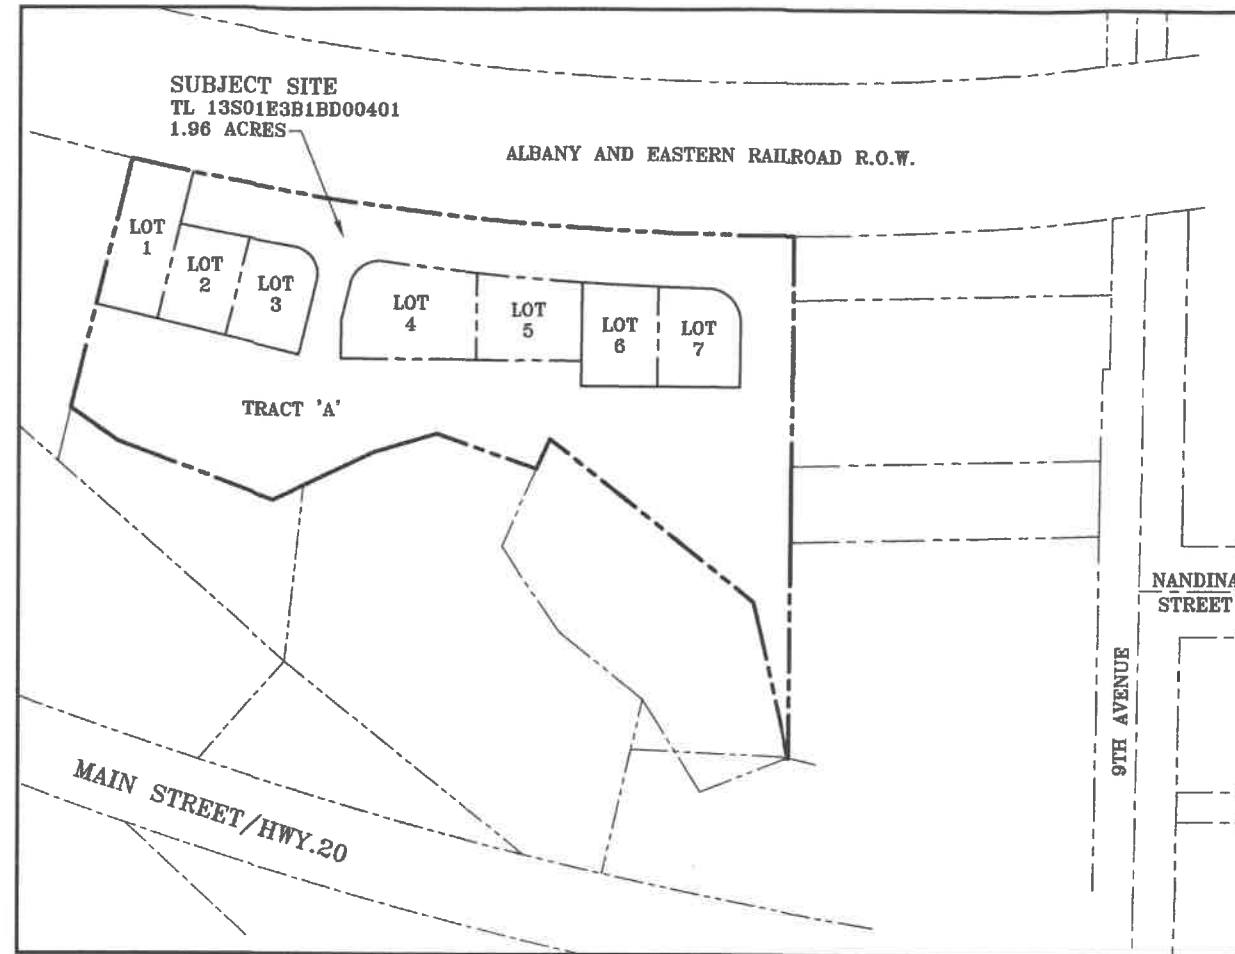 SUBJECT SITE
TL 13S01E3B1BD00401
1.96 ACRES
ALBANY AND EASTERN RAILROAD R.O.W.
LOT
1
LOT
2
LOT
3
LOT
4
LOT
5
LOT
6
LOT
7
TRACT 'A'
NANDINA
STREET
9TH AVENUE
MAIN STREET/HWY.20